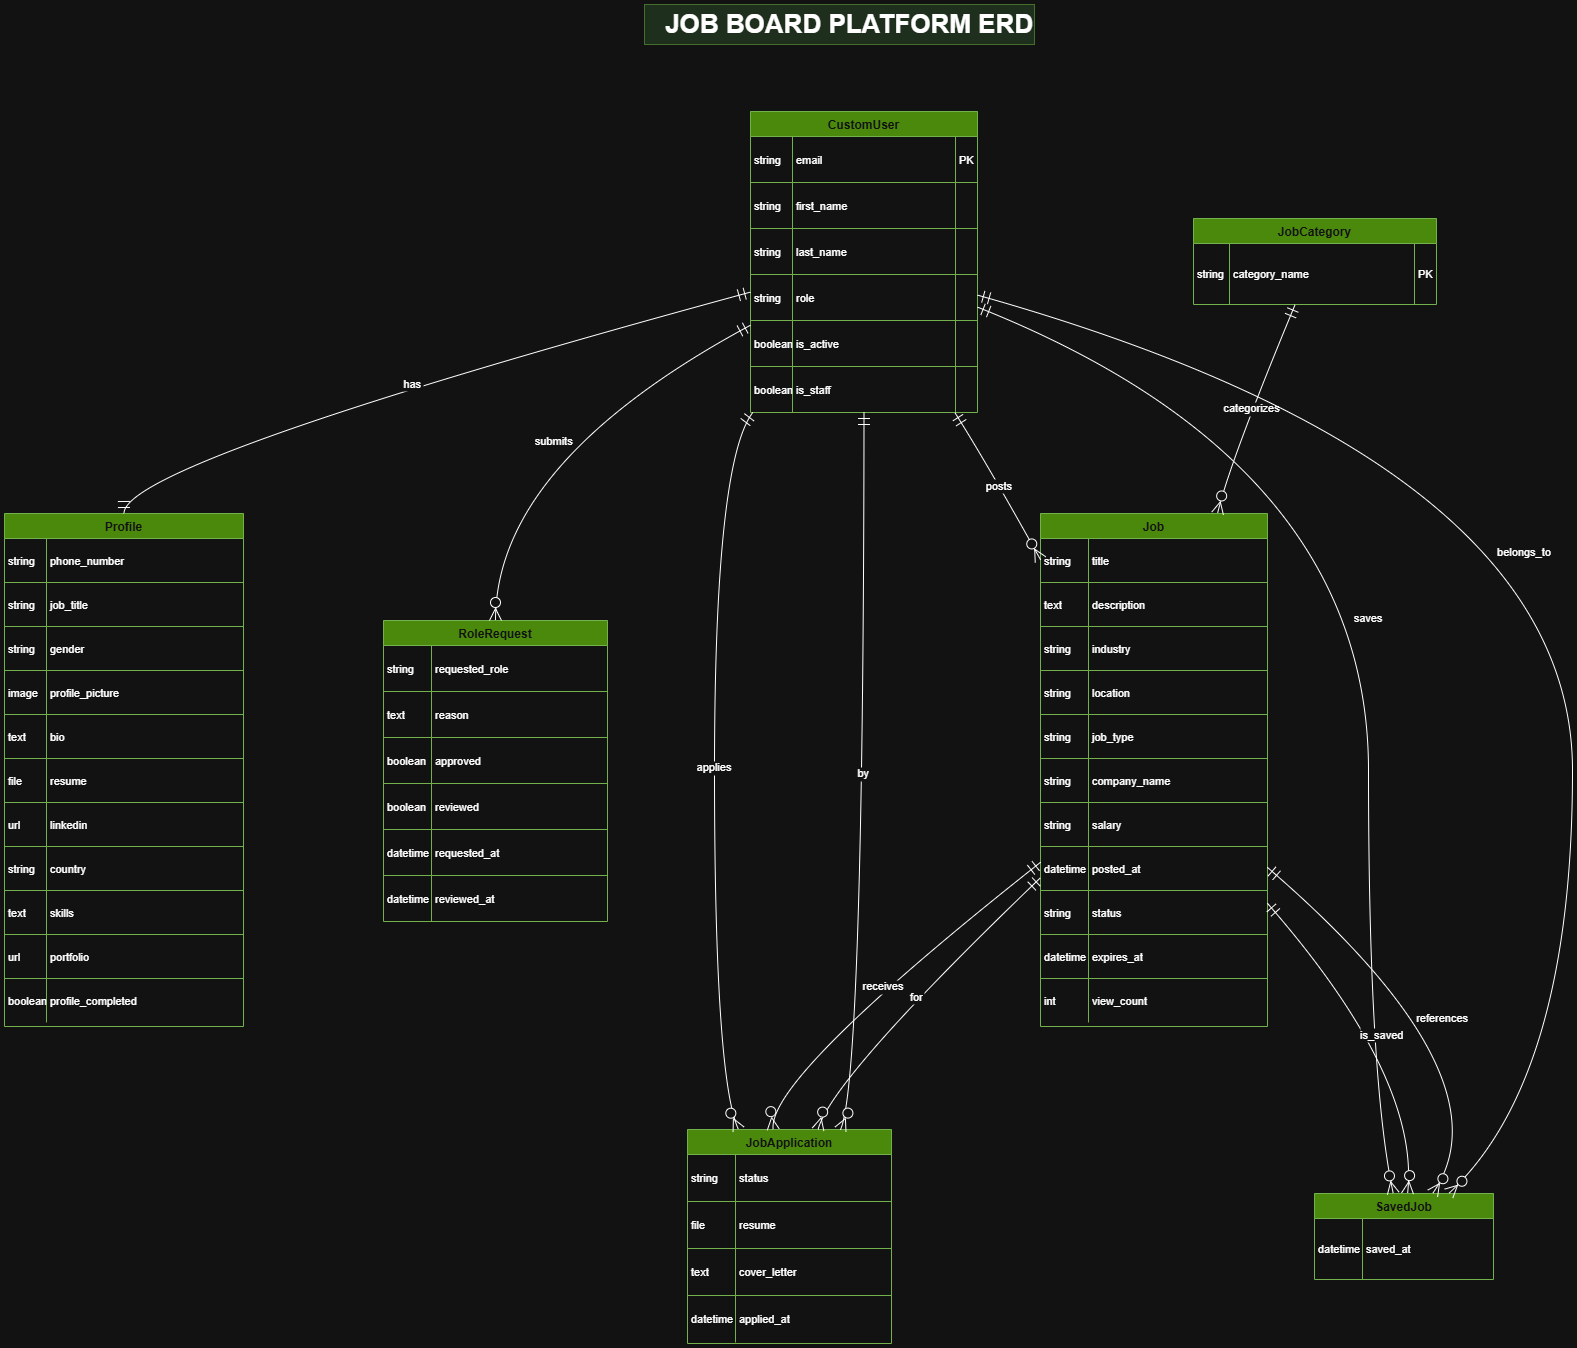 JOB BOARD PLATFORM ERD
CustomUser
string email PK
string first_name
string last_name
string role
boolean is_active
boolean is_staff
JobCategory
string category_name PK
has
submits
categorizes
posts
belongs_to
saves
applies
by
receives
for
references
is_saved
Profile
string phone_number
string job_title
string gender
image profile_picture
text bio
file resume
url linkedin
string country
text skills
url portfolio
boolean profile_completed
RoleRequest
string requested_role
text reason
boolean approved
boolean reviewed
datetime requested_at
datetime reviewed_at
Job
string title
text description
string industry
string location
string job_type
string company_name
string salary
datetime posted_at
string status
datetime expires_at
int view_count
JobApplication
string status
file resume
text cover_letter
datetime applied_at
SavedJob
datetime saved_at